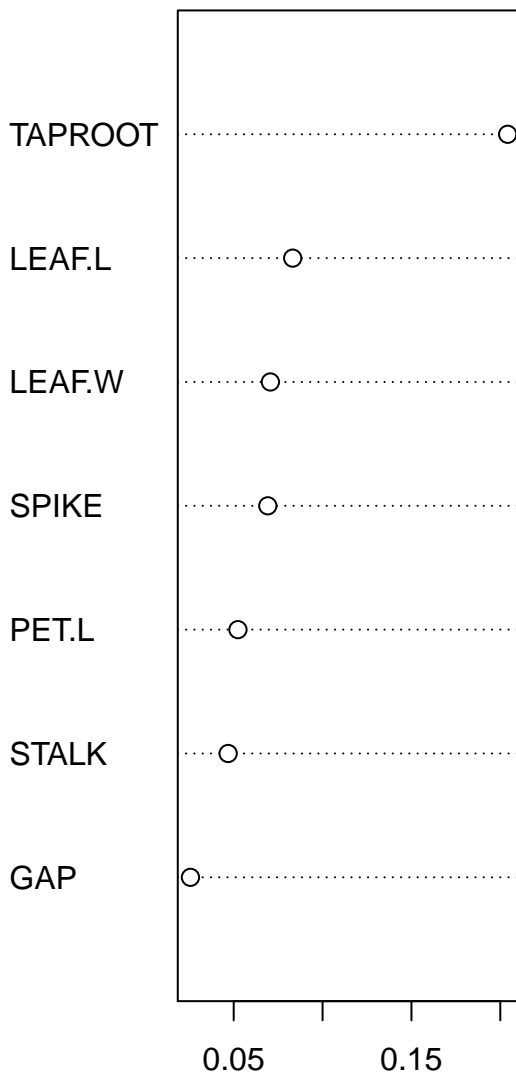 TAPROOT
LEAF.L
LEAF.W
SPIKE
PET.L
STALK
GAP
0.05 0.15